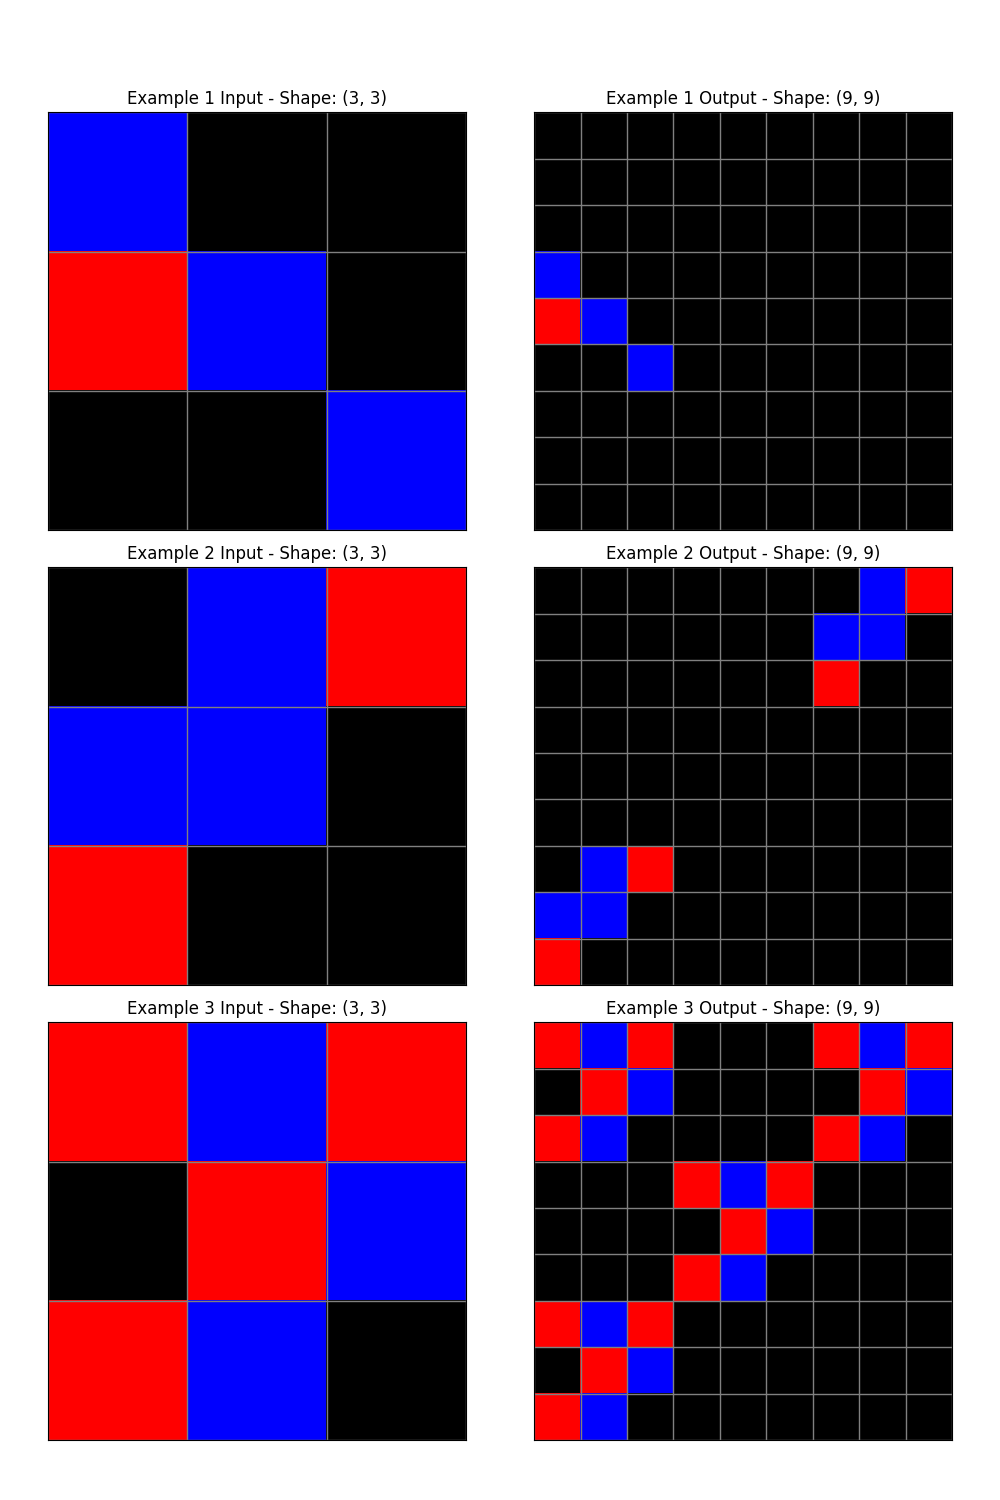 Example 1 Input - Shape: (3, 3)
Example 1 Output - Shape: (9, 9)
Example 2 Input - Shape: (3, 3)
Example 2 Output - Shape: (9, 9)
Example 3 Input - Shape: (3, 3)
Example 3 Output - Shape: (9, 9)